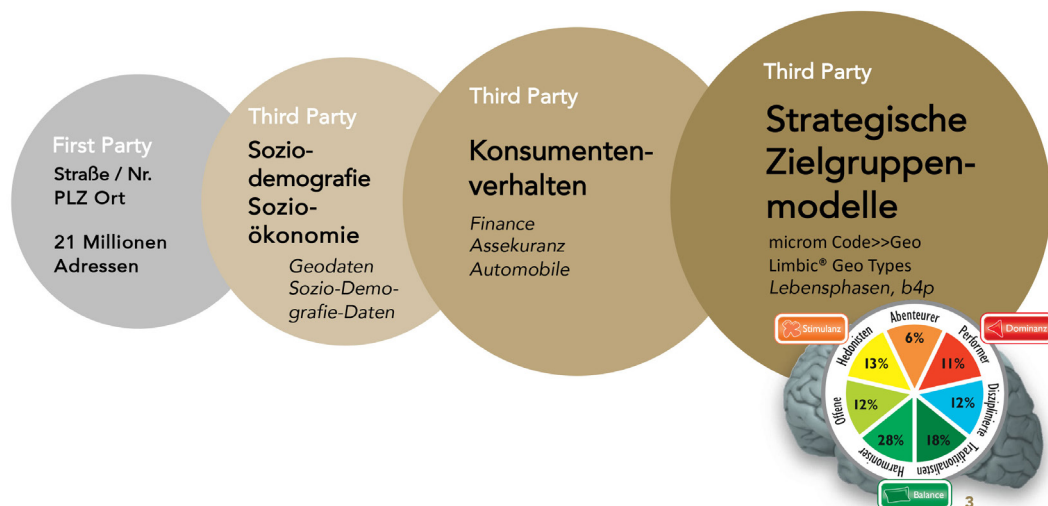 First Party
Straße / Nr.
PLZ Ort
21 Millionen
Adressen
Third Party
Sozio-
demografie
Sozio-
ökonomie
Geodaten
Sozio-Demo-
grafie-Daten
Third Party
Konsumenten-
verhalten
Finance
Assekuranz
Automobile
Third Party
Strategische
Zielgruppen-
modelle
microm Code>>Geo
Limbic® Geo Types
Lebensphasen, b4p
Stimulanz
Dominanz
Balance
Abenteurer
6%
Performer
11%
Disziplinierte
12%
Traditionalisten
18%
Harmoniser
28%
Offene
12%
Hedonisten
13%
3